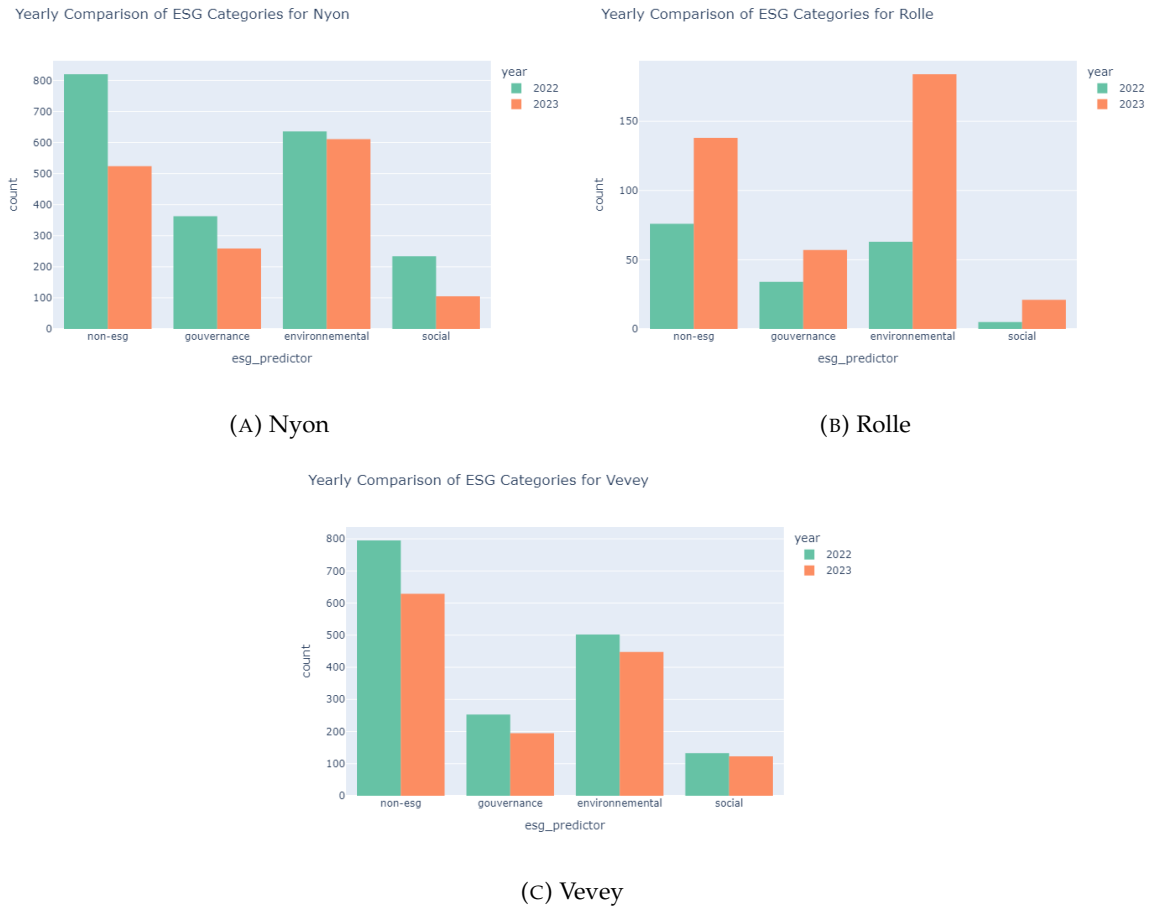 Yearly Comparison of ESG Categories for Nyon
year
2022
2023
800
700
600
500
400
300
200
100
0
count
non-esg gouvernance environnemental social
esg_predictor
(A) Nyon
Yearly Comparison of ESG Categories for Rolle
year
2022
2023
150
100
50
0
count
non-esg gouvernance environnemental social
esg_predictor
(B) Rolle
Yearly Comparison of ESG Categories for Vevey
year
2022
2023
800
700
600
500
400
300
200
100
0
count
non-esg gouvernance environnemental social
esg_predictor
(C) Vevey